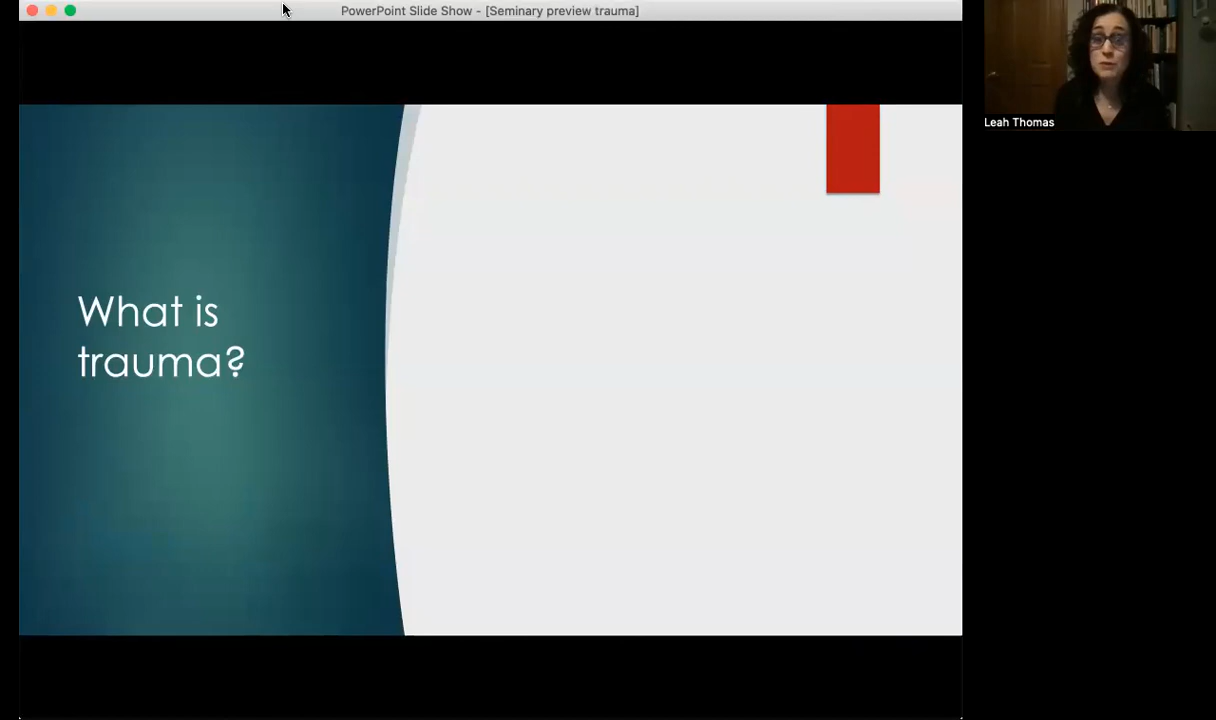 PowerPoint Slide Show - [Seminary preview trauma]
Leah Thomas
What is
trauma?